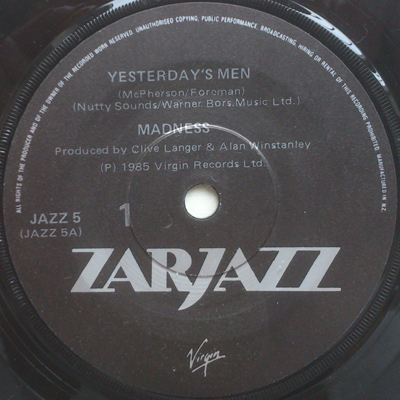 ALL RIGHTS OF THE PRODUCER AND OF THE OWNER OF THE RECORDED WORK RESERVED. UNAUTHORISED COPYING, PUBLIC PERFORMANCE, BROADCASTING, HIRING OR RENTAL OF THIS RECORD PROHIBITED. MANUFACTURED IN N.Z.
YESTERDAY'S MEN
(McPherson/Foreman)
(Nutty Sounds/Warner Bors.Music Ltd.)
MADNESS
Produced by Clive Langer & Alan Winstanley
(P) 1985 Virgin Records Ltd.
JAZZ 5
(JAZZ 5A)
1
ZARJAZZ
Virgin